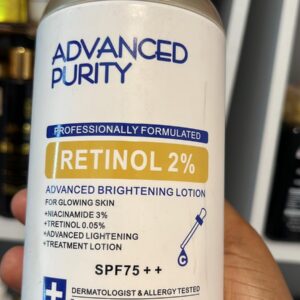 ADVANCED
PURITY
PROFESSIONALLY FORMULATED
RETINOL 2%
ADVANCED BRIGHTENING LOTION
FOR GLOWING SKIN
+NIACINAMIDE 3%
+TRETINOL 0.05%
+ADVANCED LIGHTENING
+TREATMENT LOTION
C
SPF75++
DERMATOLOGIST & ALLERGY TESTED